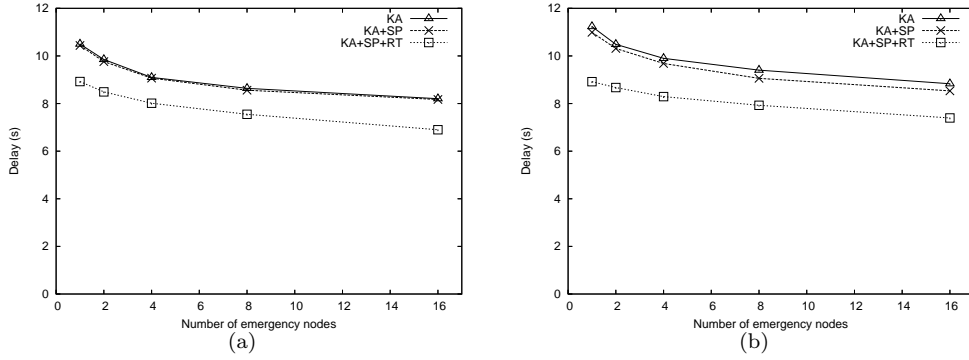 12
10
8
6
4
2
0
Delay (s)
KA
KA+SP
KA+SP+RT
0 2 4 6 8 10 12 14 16
Number of emergency nodes
(a)
12
10
8
6
4
2
0
Delay (s)
KA
KA+SP
KA+SP+RT
0 2 4 6 8 10 12 14 16
Number of emergency nodes
(b)